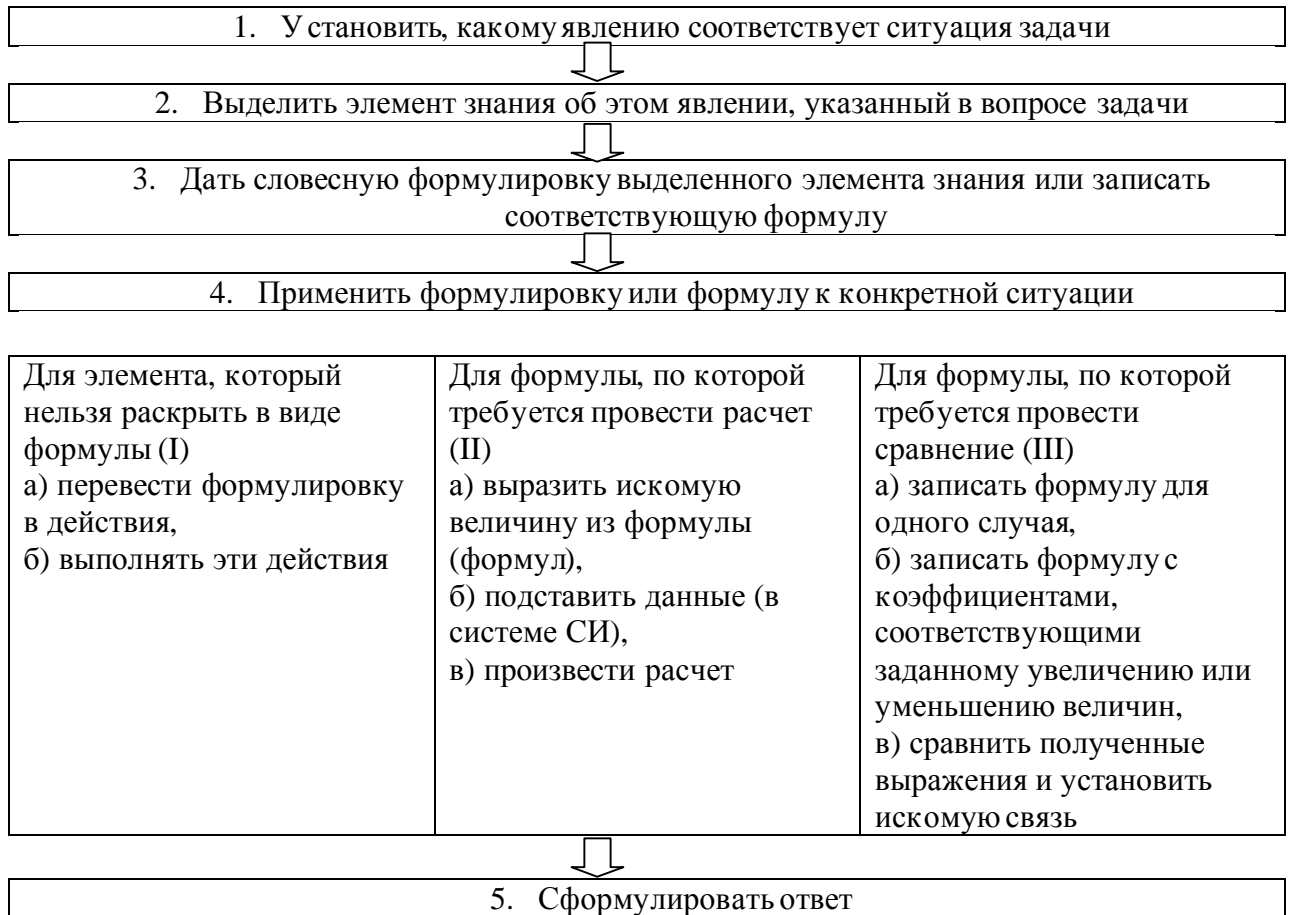 1. Установить, какому явлению соответствует ситуация задачи
2. Выделить элемент знания об этом явлении, указанный в вопросе задачи
3. Дать словесную формулировку выделенного элемента знания или записать
соответствующую формулу
4. Применить формулировку или формулу к конкретной ситуации
Для элемента, который
нельзя раскрыть в виде
формулы (I)
а) перевести формулировку
в действия,
б) выполнять эти действия
Для формулы, по которой
требуется провести расчет
(II)
а) выразить искомую
величину из формулы
(формул),
б) подставить данные (в
системе СИ),
в) произвести расчет
Для формулы, по которой
требуется провести
сравнение (III)
а) записать формулу для
одного случая,
б) записать формулу с
коэффициентами,
соответствующими
заданному увеличению или
уменьшению величин,
в) сравнить полученные
выражения и установить
искомую связь
5. Сформулировать ответ